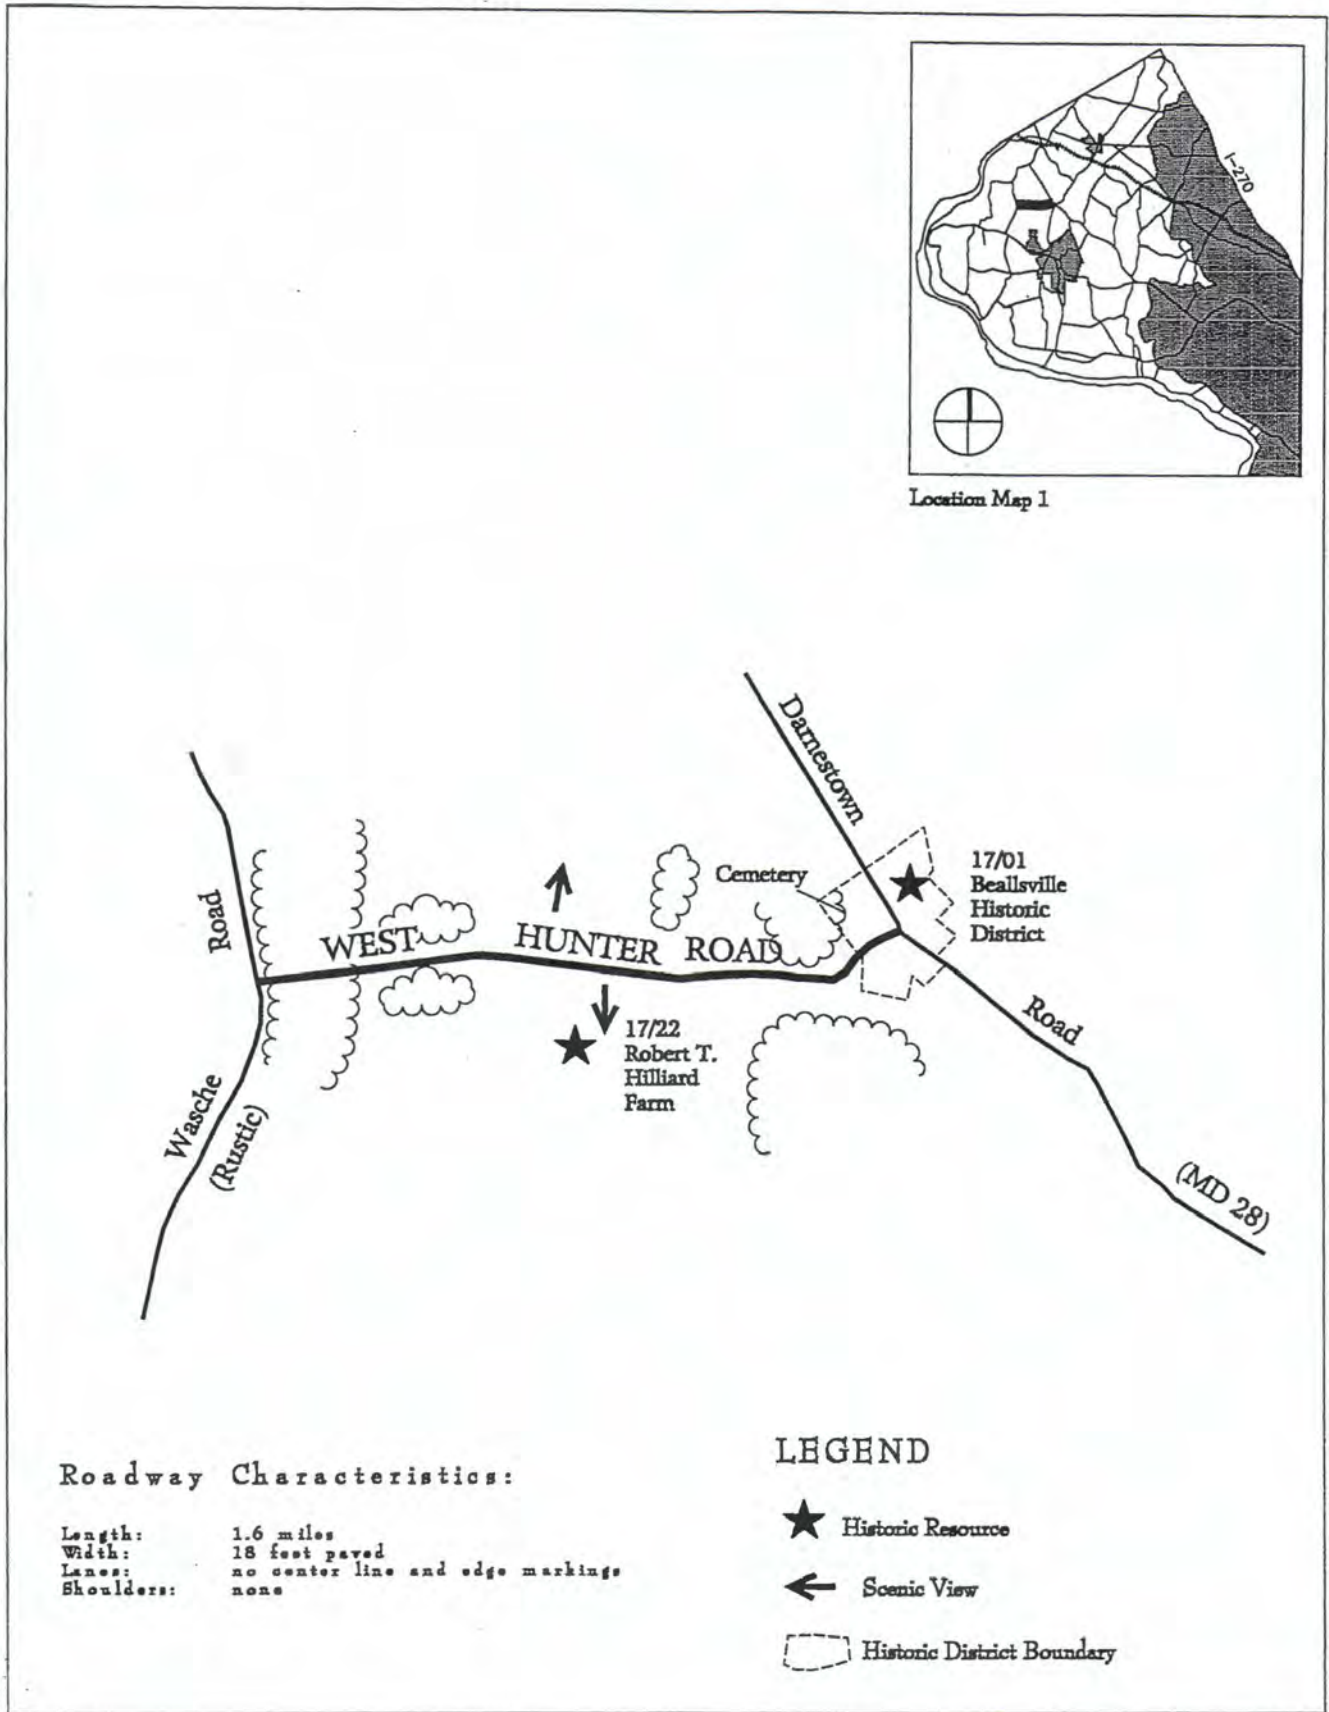 I-270
Location Map 1
Darnestown
Road
(MD 28)
17/01
Beallsville
Historic
District
Cemetery
WEST HUNTER ROAD
Road
Wasche
(Rustic)
17/22
Robert T.
Hilliard
Farm
Roadway Characteristics:
Length: 1.6 miles
Width: 18 feet paved
Lanes: no center line and edge markings
Shoulders: none
LEGEND
Historic Resource
Scenic View
Historic District Boundary